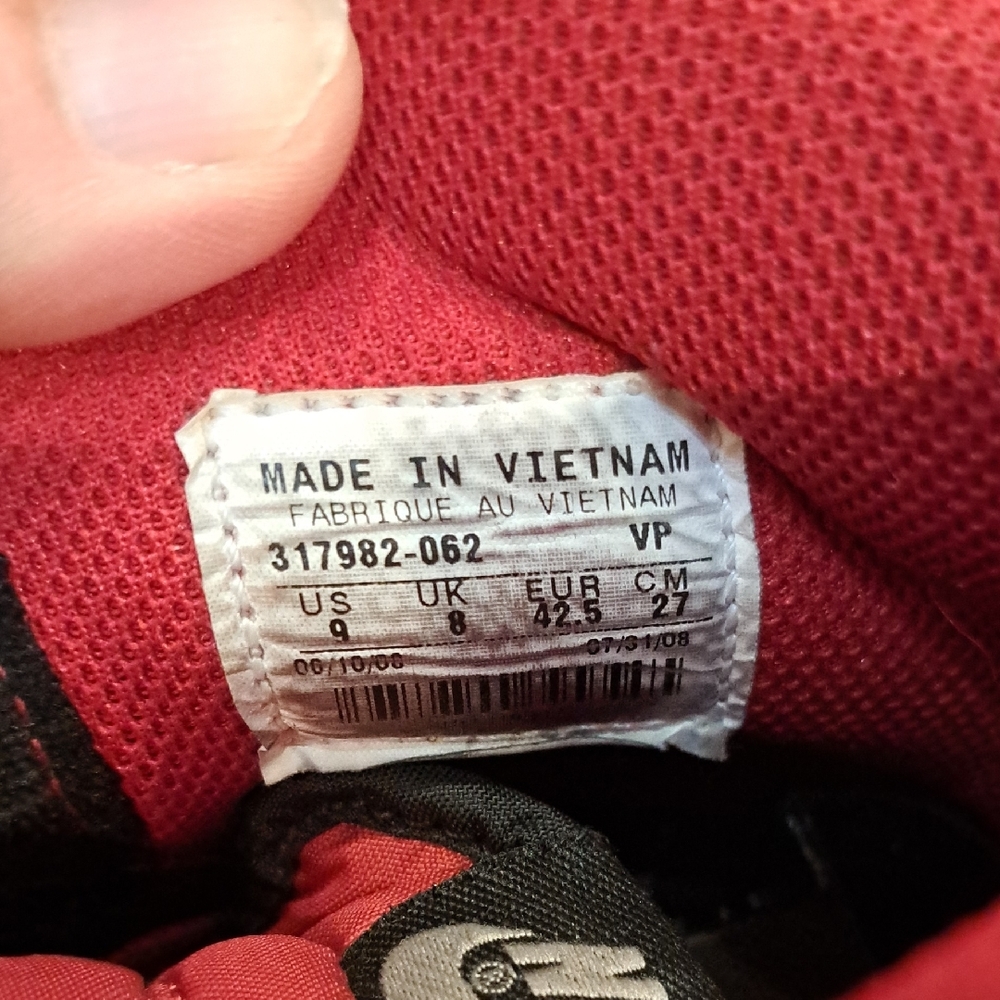 MADE IN VIETNAM
FABRIQUE AU VIETNAM
317982-062 VP
US UK EUR CM
9 8 42.5 27
06/10/08 07/31/08